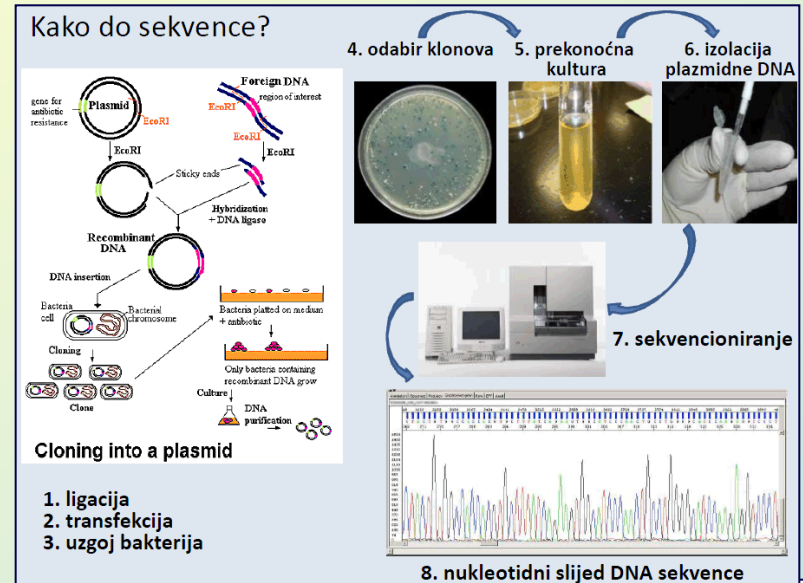 Kako do sekvence?
gene for
antibiotic
resistance
Plasmid
EcoRI
EcoRI
Foreign DNA
region of interest
EcoRI
EcoRI
EcoRI
Sticky ends
Hybridization
+ DNA ligase
Recombinant
DNA
DNA insertion
Bacteria
cell
Bacterial
chromosome
Cloning
Clone
Bacteria platted on medium
+ antibiotic
Only bacteria containing
recombinant DNA grow
Culture
DNA
purification
Cloning into a plasmid
1. ligacija
2. transfekcija
3. uzgoj bakterija
4. odabir klonova
5. prekonoćna
kultura
6. izolacija
plazmidne DNA
7. sekvencioniranje
8. nukleotidni slijed DNA sekvence